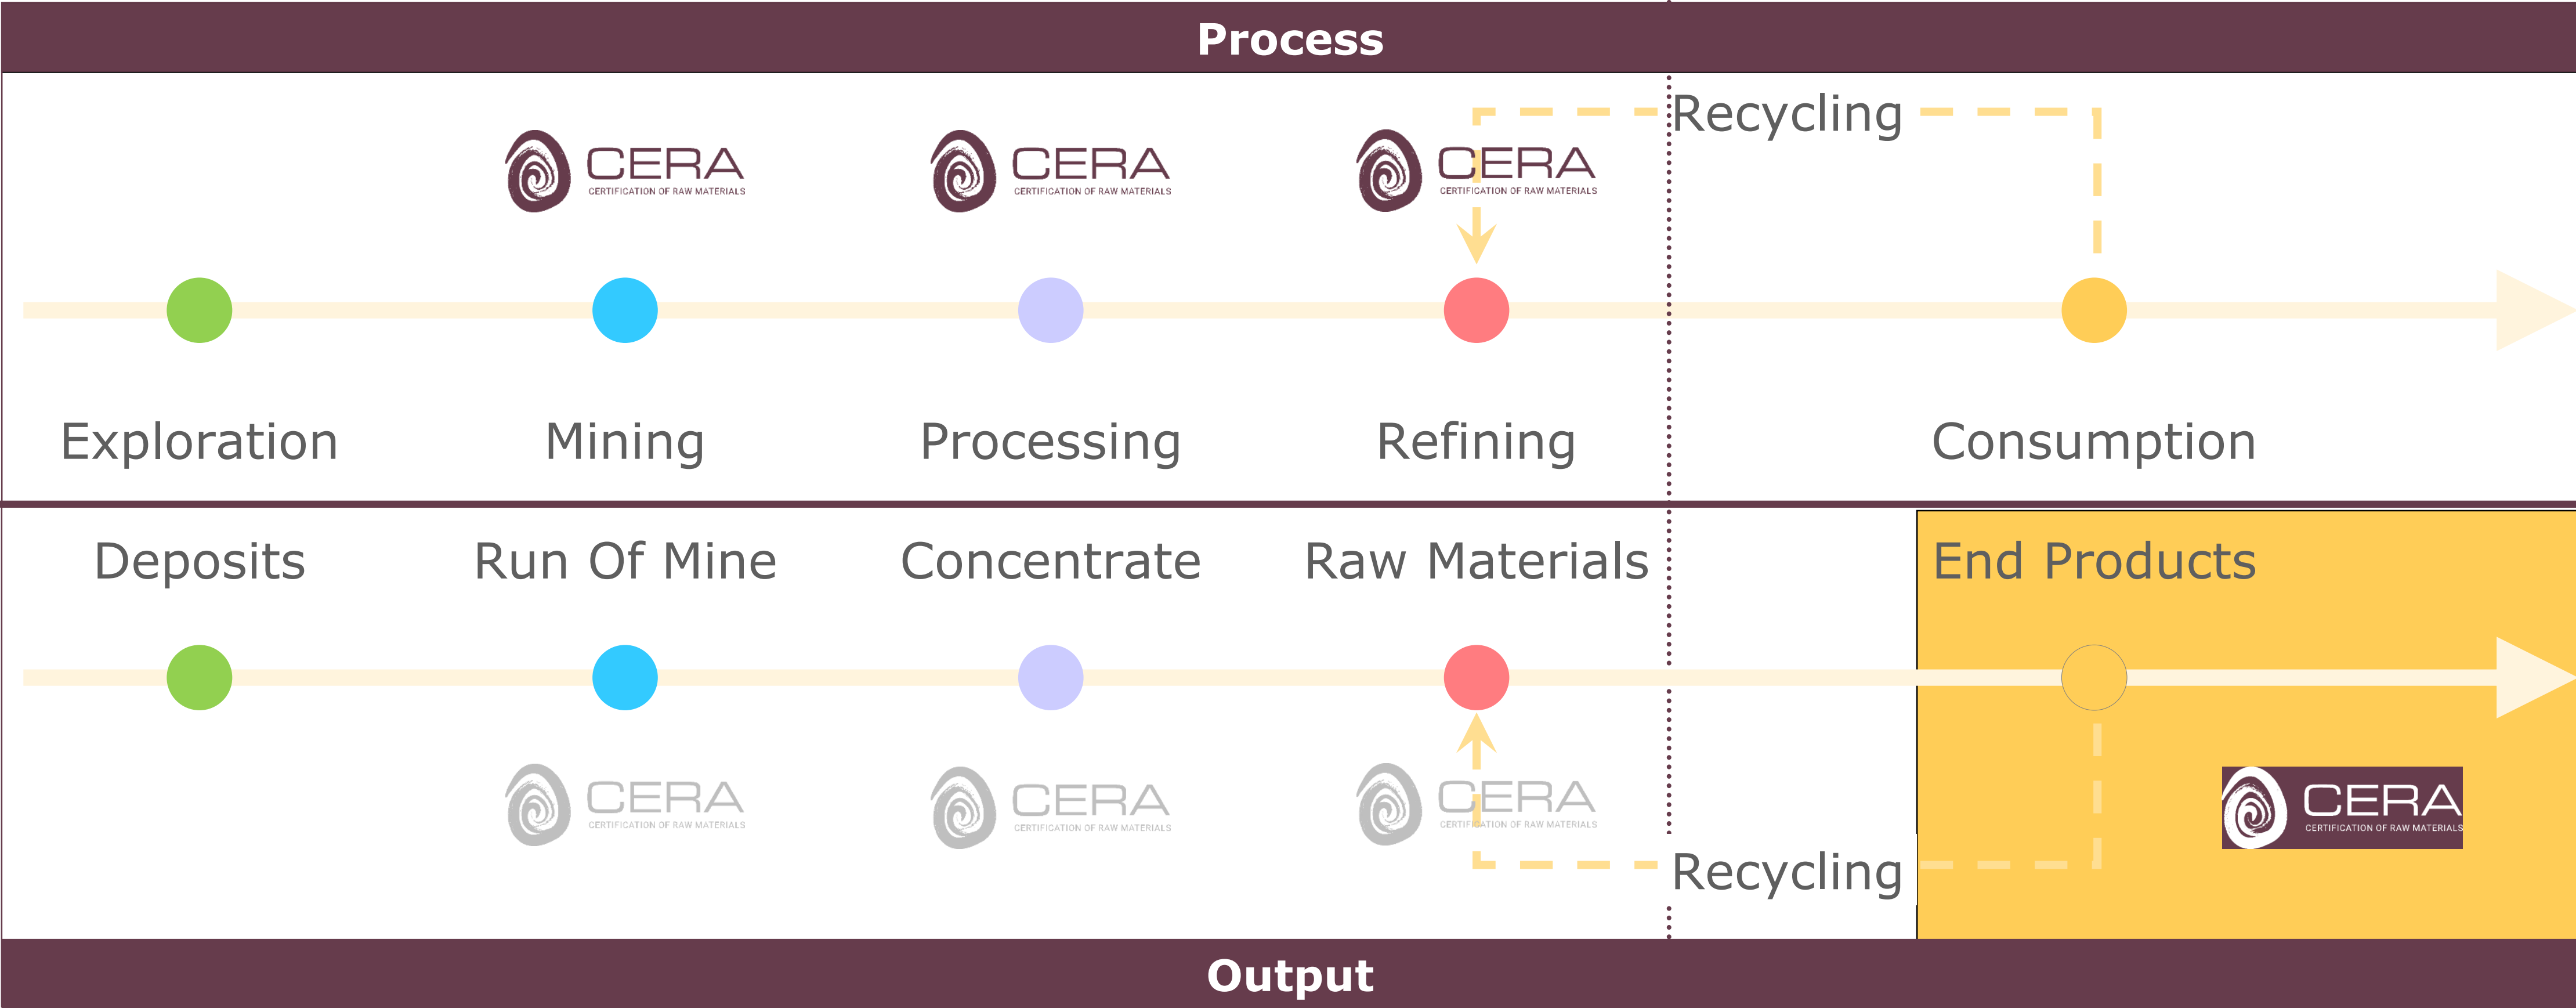 Process
Recycling
CERA
CERTIFICATION OF RAW MATERIALS
CERA
CERTIFICATION OF RAW MATERIALS
CERA
CERTIFICATION OF RAW MATERIALS
Exploration
Mining
Processing
Refining
Consumption
Deposits
Run Of Mine
Concentrate
Raw Materials
End Products
CERA
CERTIFICATION OF RAW MATERIALS
CERA
CERTIFICATION OF RAW MATERIALS
CERA
CERTIFICATION OF RAW MATERIALS
CERA
CERTIFICATION OF RAW MATERIALS
Recycling
Output